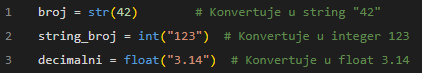 1 broj = str(42) # Konvertuje u string "42"
2 string_broj = int("123") # Konvertuje u integer 123
3 decimalni = float("3.14") # Konvertuje u float 3.14